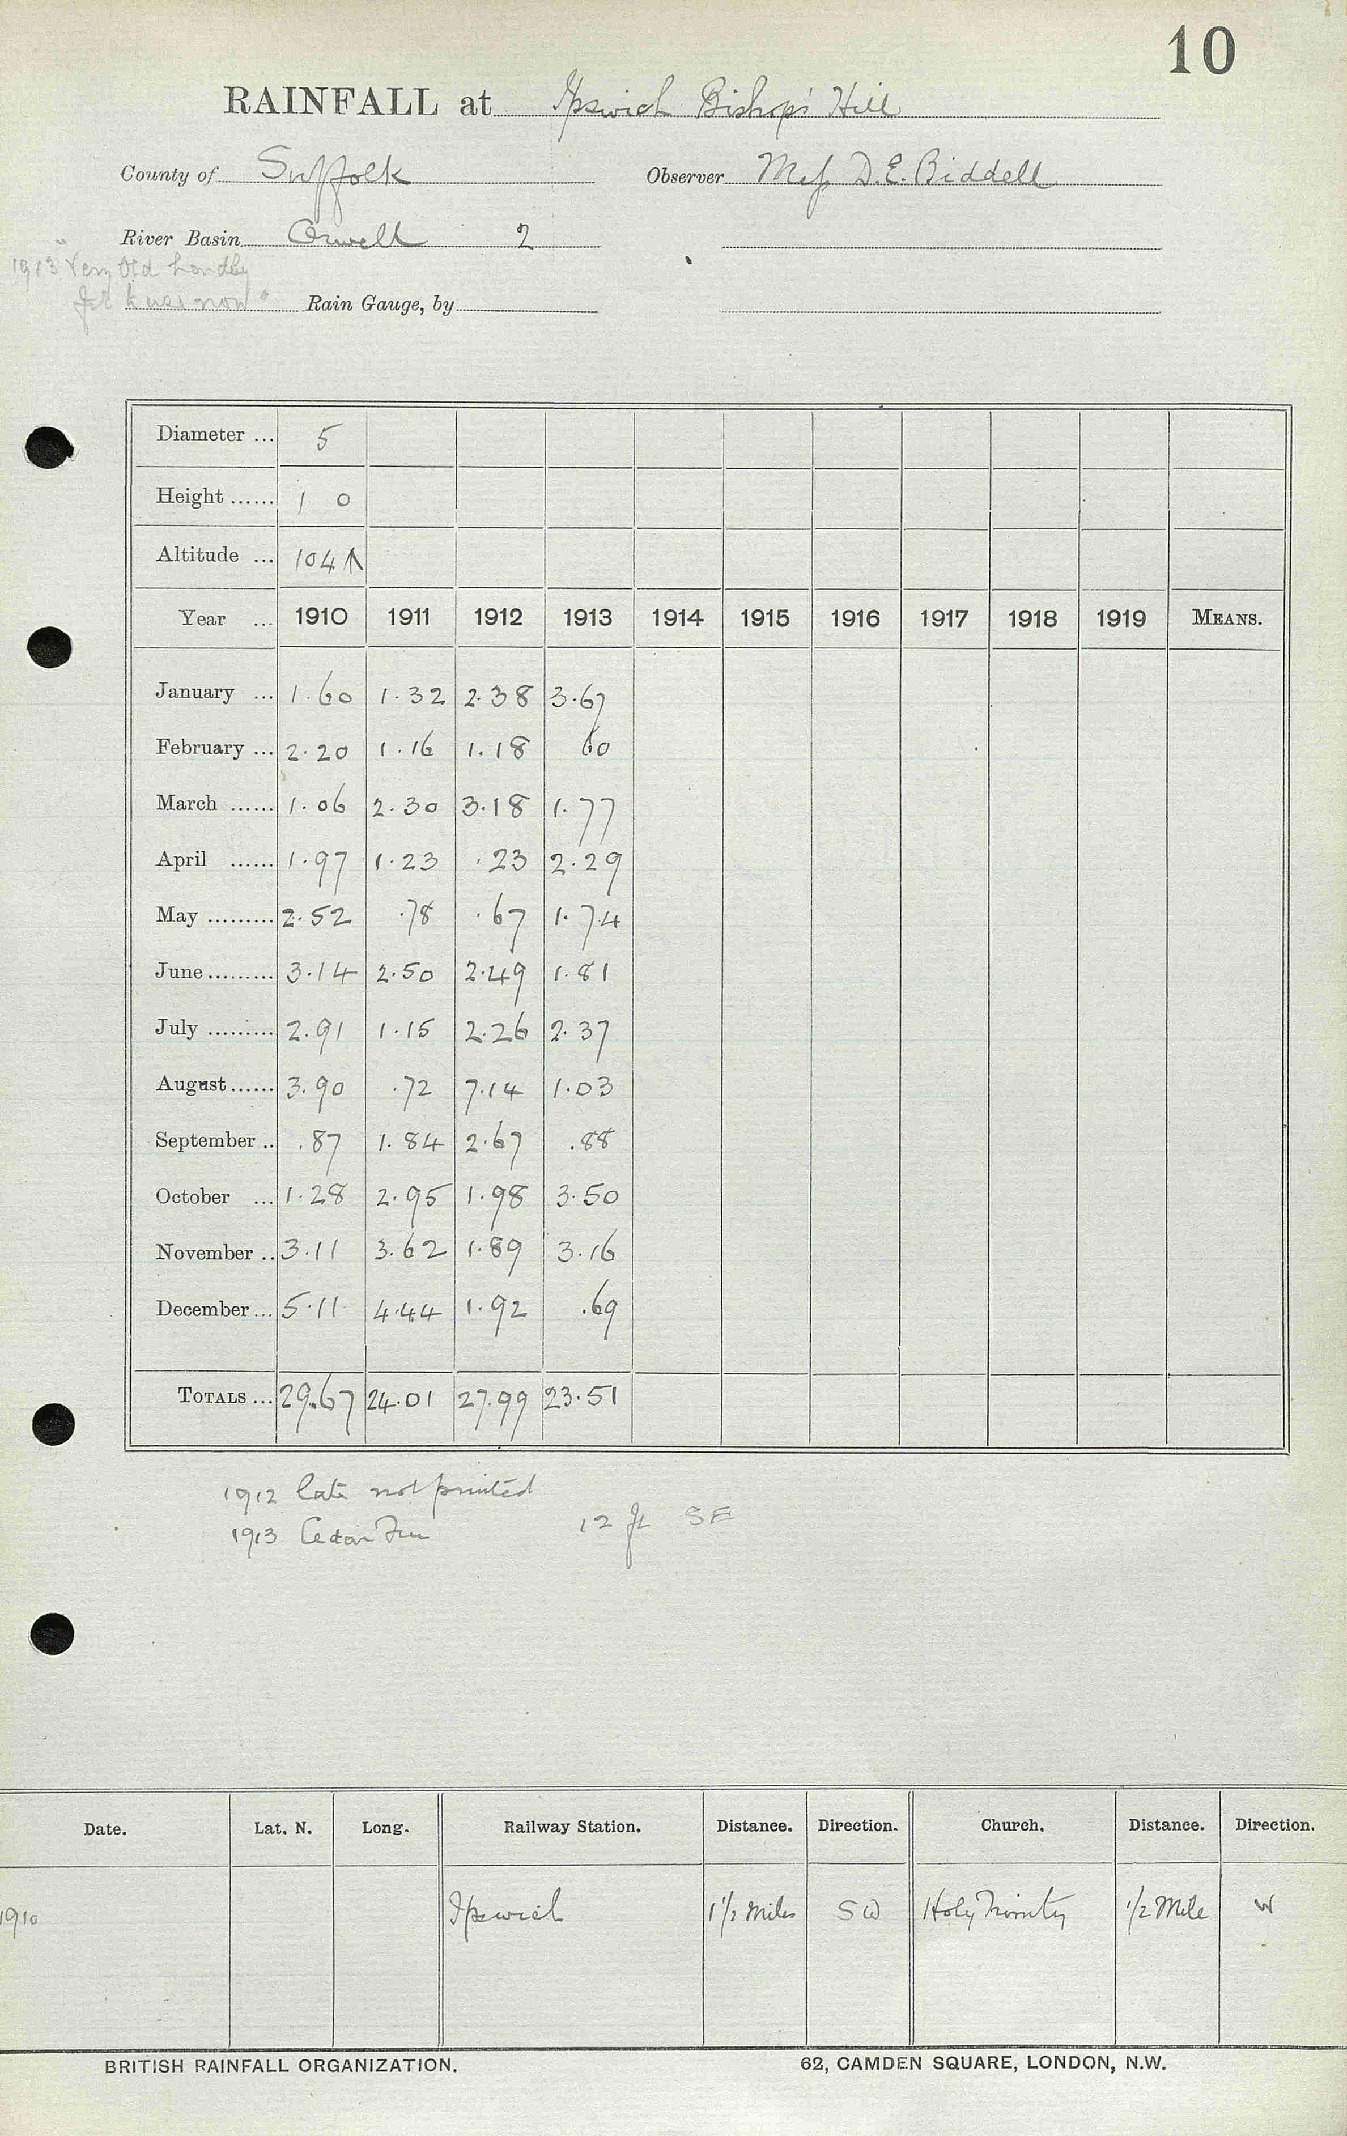 10
RAINFALL at Ipswich Bishops' Hill
County of Suffolk Observer D.E. Biddell
River Basin Orwell 2
1913 "Very Old
Rain Gauge, by
Diameter ... 5
Height ...... 1 0
Altitude ... 104 ↑
Year ... 1910 1911 1912 1913 1914 1915 1916 1917 1918 1919 MEANS.
January ... 1.60 1.32 2.38 3.67
February ... 2.20 1.16 1.18 60
March ...... 1.06 2.30 3.18 1.77
April ...... 1.97 1.23 .23 2.29
May ......... 2.52 .78 .67 1.74
June ......... 3.14 2.50 2.49 1.81
July ......... 2.91 1.15 2.26 2.37
August ...... 3.90 .72 7.14 1.03
September .. .87 1.84 2.67 .88
October ... 1.28 2.95 1.98 3.50
November .. 3.11 3.62 1.89 3.16
December ... 5.11 4.44 1.92 .69
TOTALS ... 29.67 24.01 27.99 23.51
1912 late not printed
1913 Cedar Tree 12 ft SE
Date. Lat. N. Long. Railway Station. Distance. Direction. Church. Distance. Direction.
1910 Ipswich 1 1/2 Miles SW Holy Trinity 1/2 Mile W
BRITISH RAINFALL ORGANIZATION. 62, CAMDEN SQUARE, LONDON, N.W.